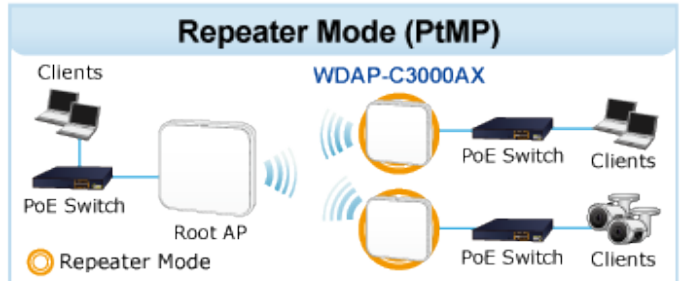 Repeater Mode (PtMP)
Clients
WDAP-C3000AX
PoE Switch
Clients
PoE Switch
Root AP
PoE Switch
Clients
Repeater Mode